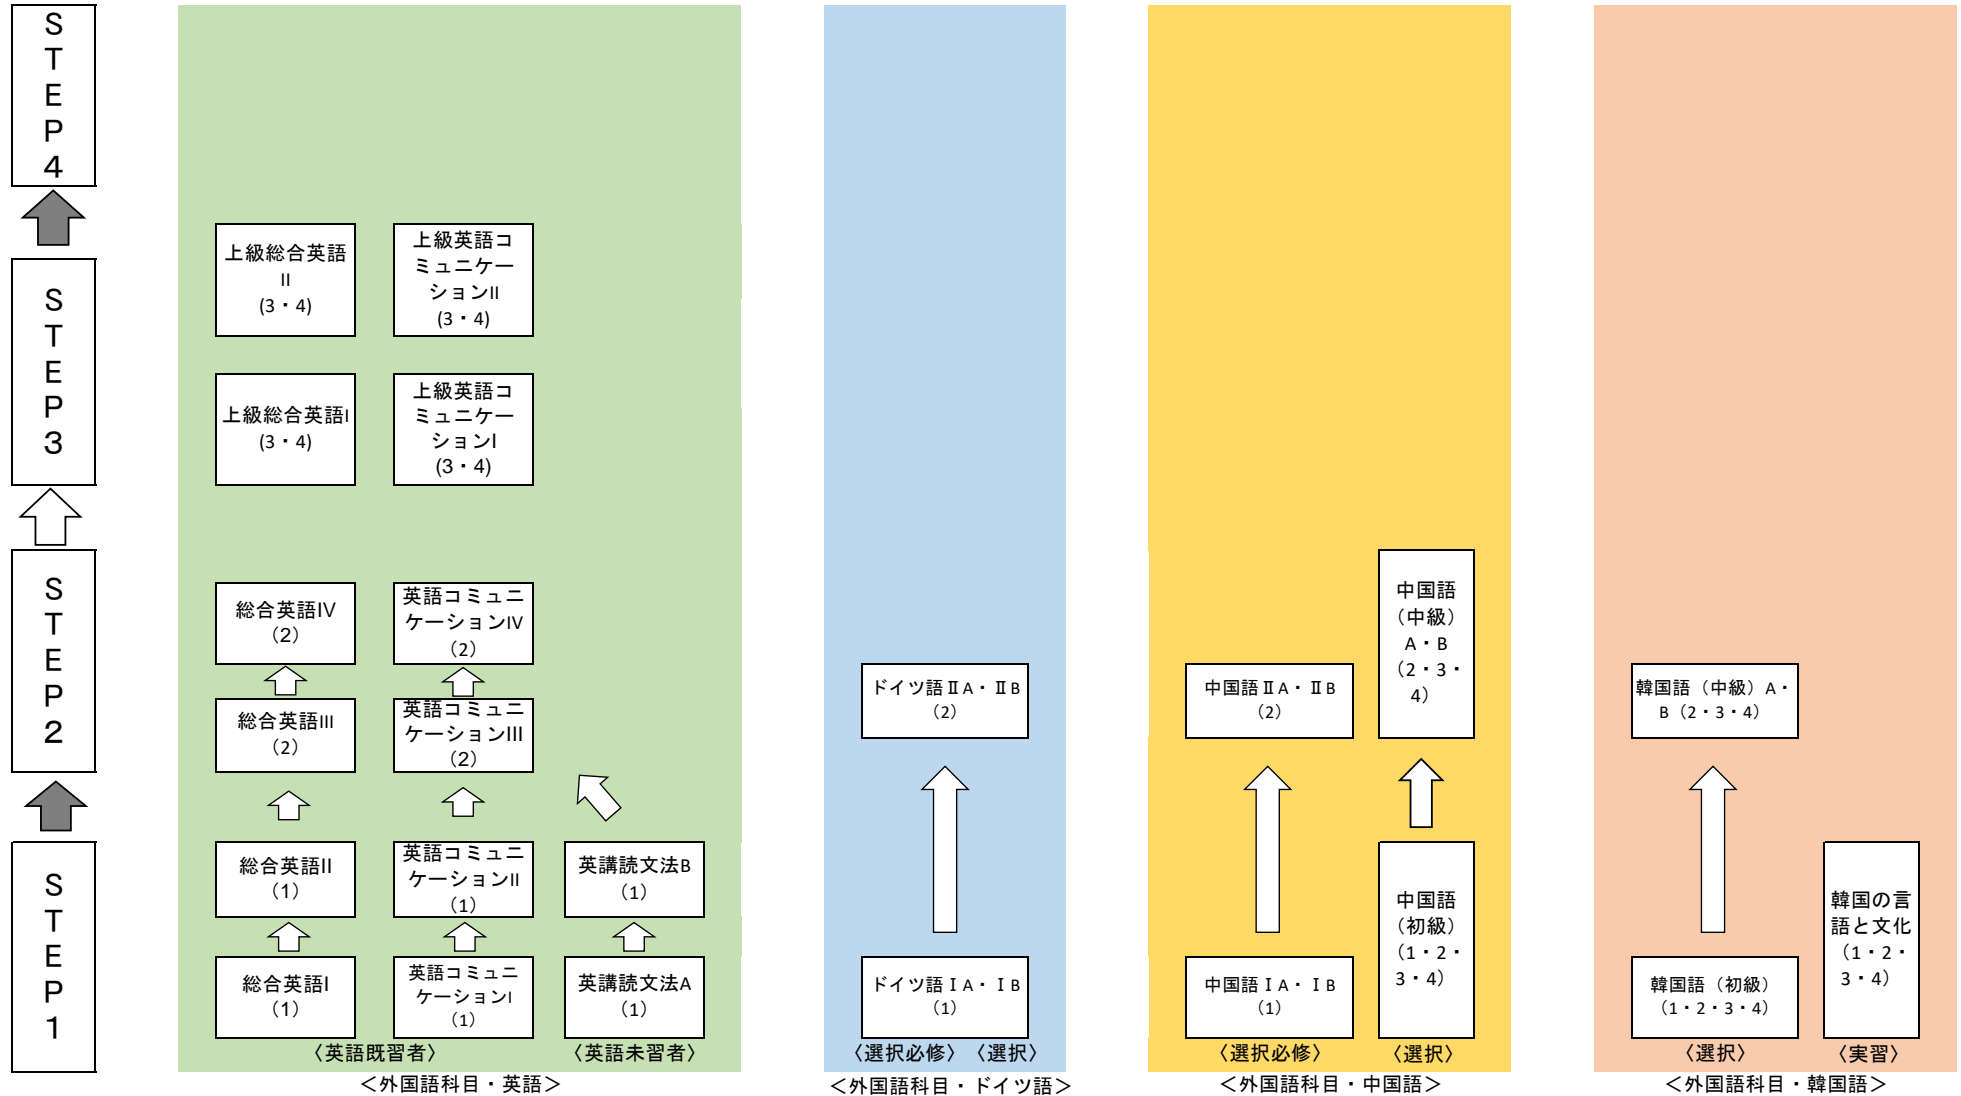 STEP4
STEP3
STEP2
STEP1
上級総合英語
II
(3・4)
上級英語コ
ミュニケー
ションII
(3・4)
上級総合英語I
(3・4)
上級英語コ
ミュニケー
ションI
(3・4)
総合英語IV
（2）
英語コミュニ
ケーションIV
（2）
総合英語III
（2）
英語コミュニ
ケーションIII
（2）
総合英語II
（1）
英語コミュニ
ケーションII
（1）
英講読文法B
（1）
総合英語I
（1）
英語コミュニ
ケーションI
（1）
英講読文法A
（1）
〈英語既習者〉
〈英語未習者〉
＜外国語科目・英語＞
ドイツ語ⅡA・ⅡB
（2）
ドイツ語ⅠA・ⅠB
（1）
〈選択必修〉〈選択〉
＜外国語科目・ドイツ語＞
中国語ⅡA・ⅡB
（2）
中国語
（中級）
A・B
（2・3・
4）
中国語ⅠA・ⅠB
（1）
中国語
（初級）
（1・2・
3・4）
〈選択必修〉
〈選択〉
＜外国語科目・中国語＞
韓国語（中級）A・
B（2・3・4）
韓国語（初級）
（1・2・3・4）
韓国の言
語と文化
（1・2・
3・4）
〈選択〉
〈実習〉
＜外国語科目・韓国語＞